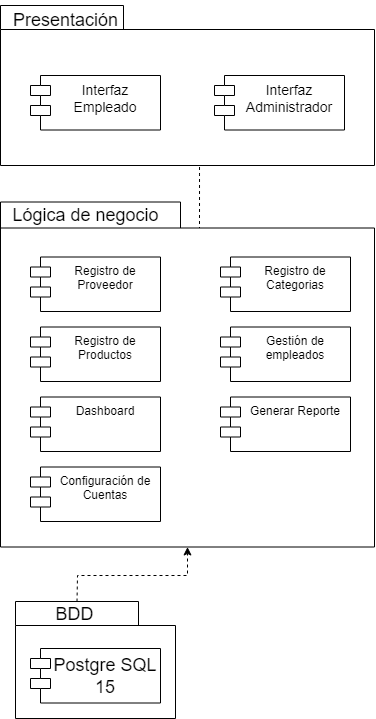 Presentación
Interfaz
Empleado
Interfaz
Administrador
Lógica de negocio
Registro de
Proveedor
Registro de
Categorias
Registro de
Productos
Gestión de
empleados
Dashboard
Generar Reporte
Configuración de
Cuentas
BDD
Postgre SQL
15